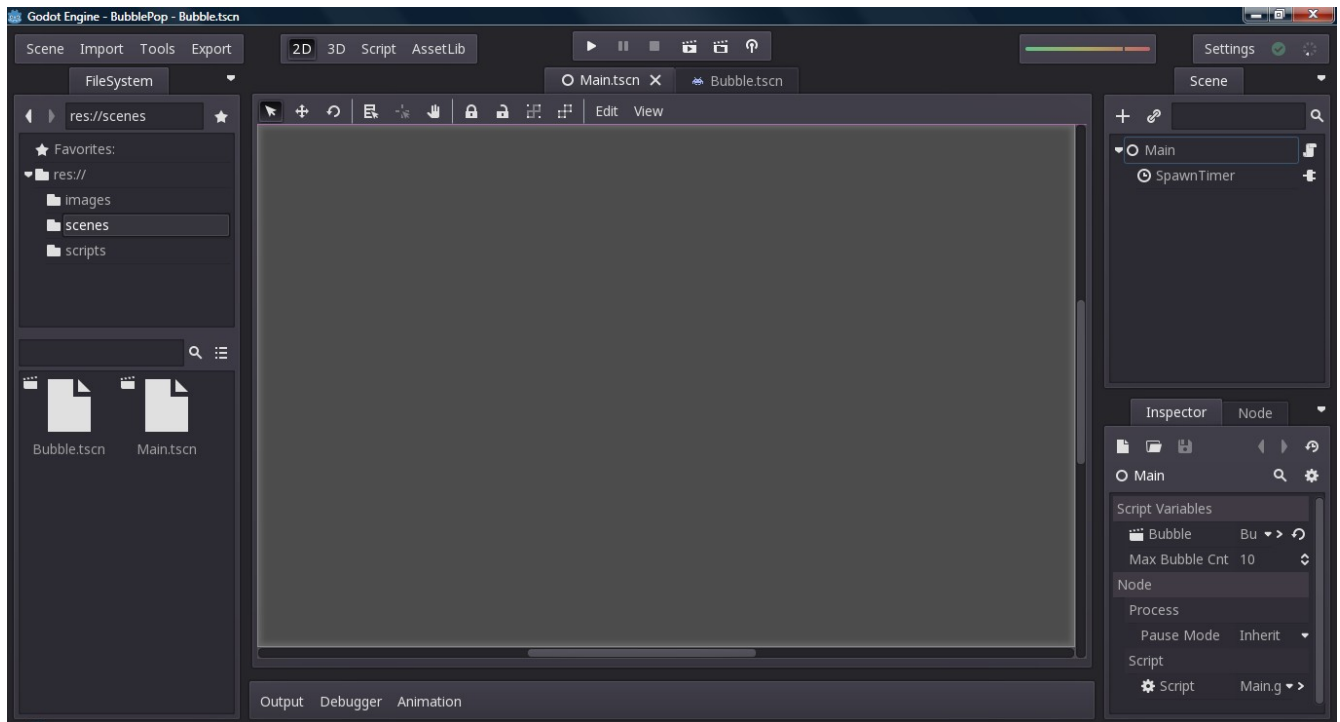 Godot Engine - BubblePop - Bubble.tscn
Scene Import Tools Export
2D 3D Script AssetLib
Settings
FileSystem
Main.tscn
Bubble.tscn
Scene
res://scenes
Edit View
Favorites:
res://
images
scenes
scripts
Main
SpawnTimer
Bubble.tscn
Main.tscn
Inspector
Node
Main
Script Variables
Bubble Bu
Max Bubble Cnt 10
Node
Process
Pause Mode Inherit
Script
Script Main.g
Output Debugger Animation